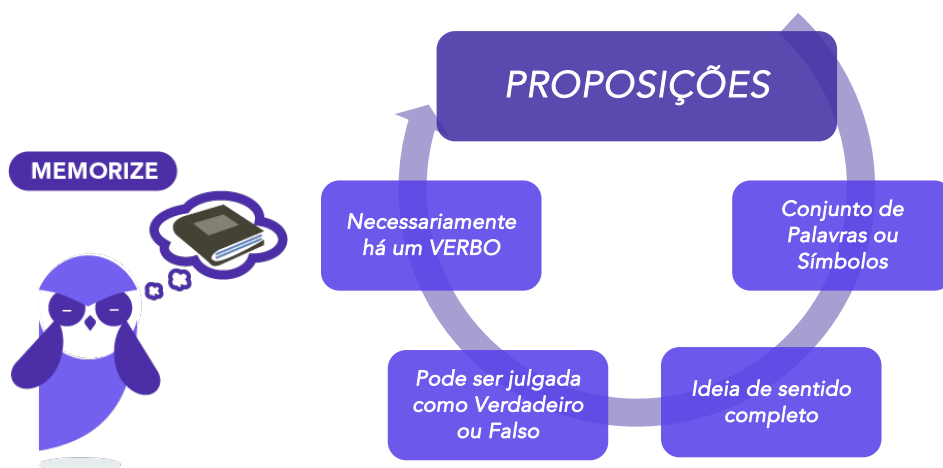 PROPOSIÇÕES
MEMORIZE
Conjunto de
Palavras ou
Símbolos
Ideia de sentido
completo
Pode ser julgada
como Verdadeiro
ou Falso
Necessariamente
há um VERBO